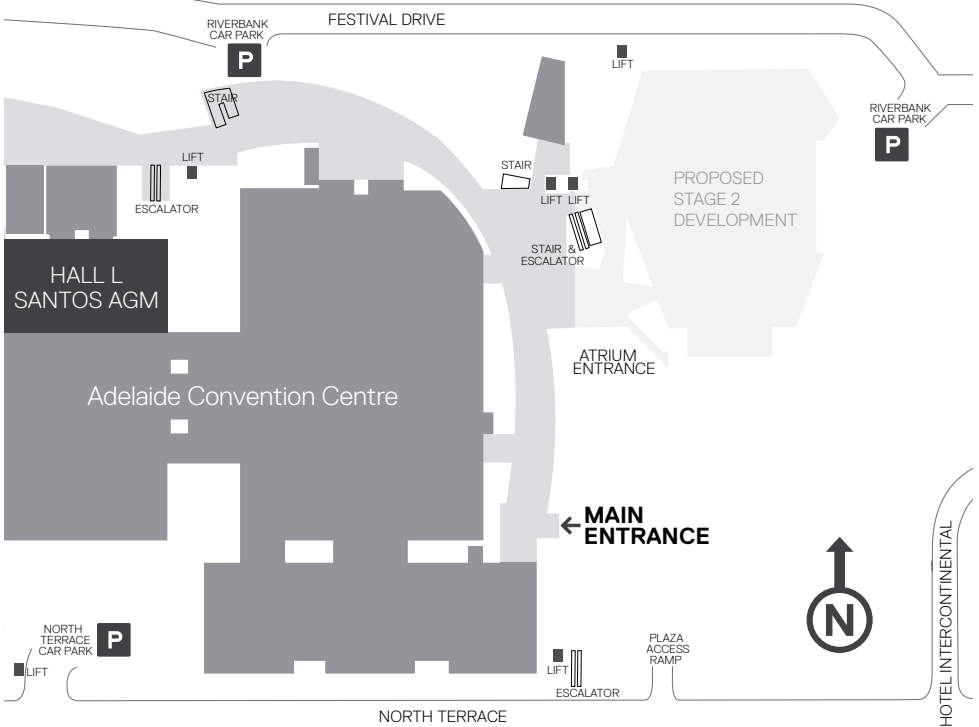 FESTIVAL DRIVE
RIVERBANK
CAR PARK
P
LIFT
STAIR
RIVERBANK
CAR PARK
P
LIFT
ESCALATOR
STAIR
LIFT LIFT
PROPOSED
STAGE 2
DEVELOPMENT
STAIR &
ESCALATOR
HALL L
SANTOS AGM
ATRIUM
ENTRANCE
Adelaide Convention Centre
MAIN
ENTRANCE
HOTEL INTERCONTINENTAL
N
NORTH
TERRACE
CAR PARK
P
LIFT
LIFT
ESCALATOR
PLAZA
ACCESS
RAMP
NORTH TERRACE